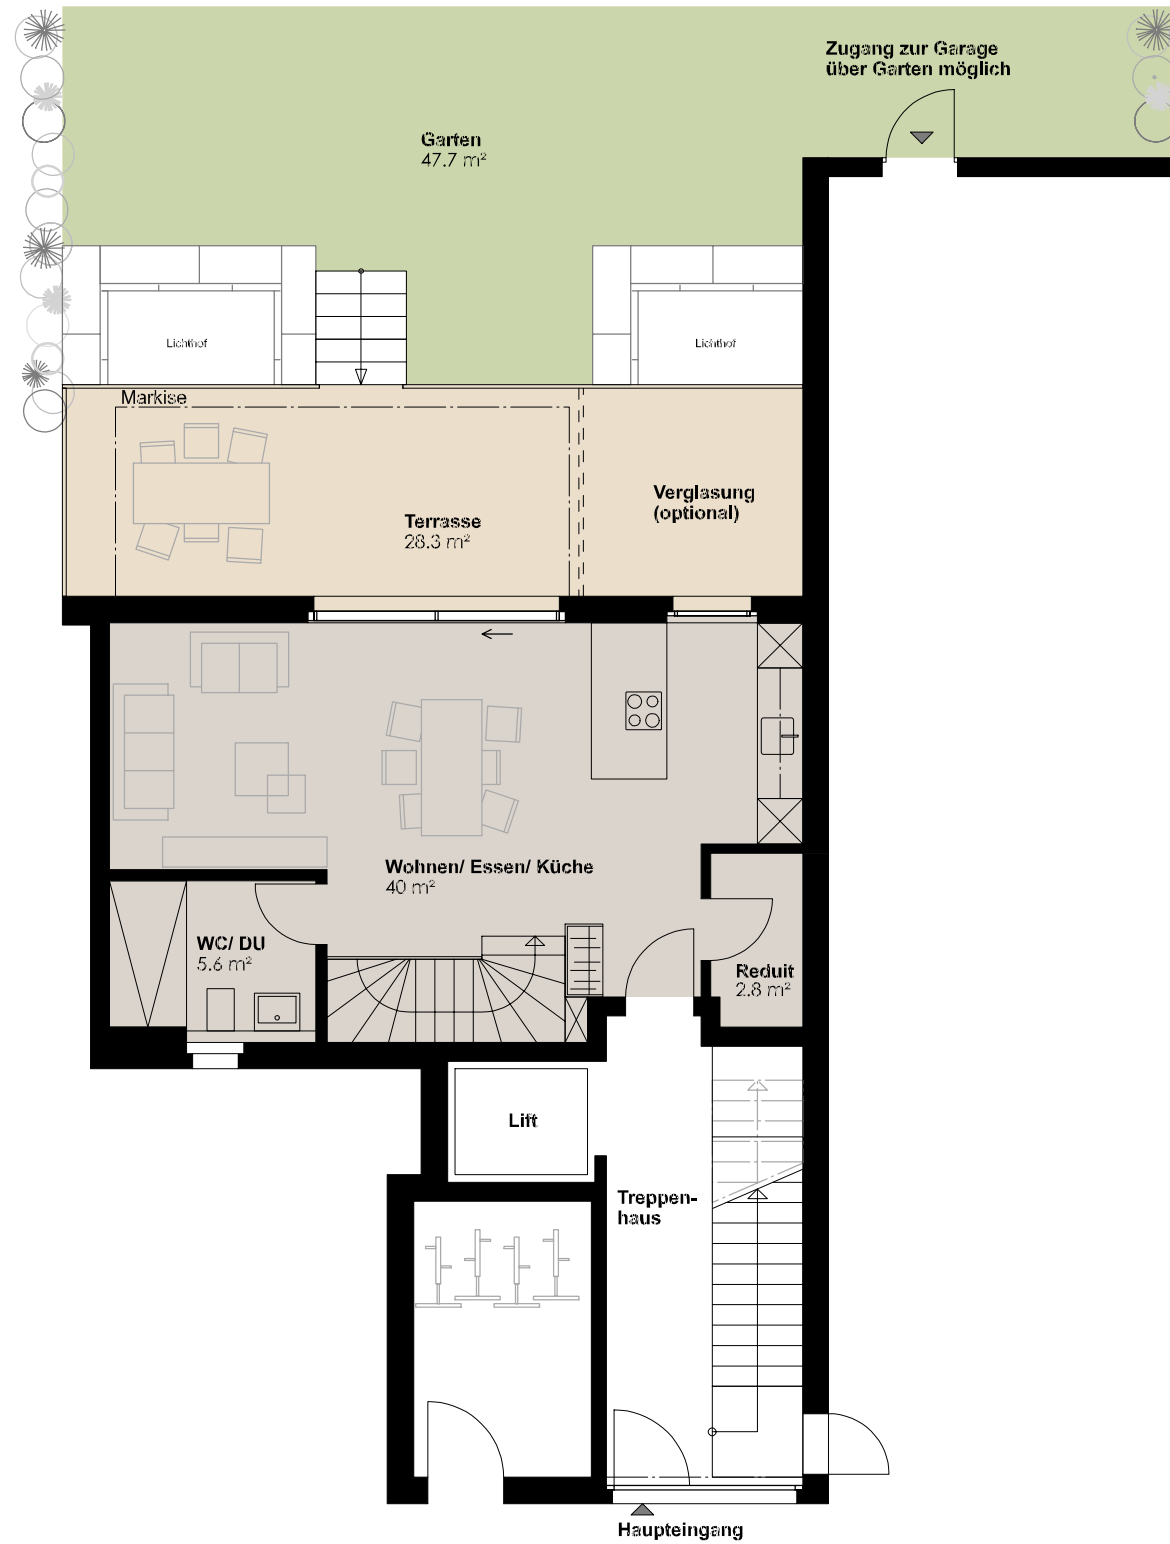 Zugang zur Garage
über Garten möglich
Garten
47.7 m²
Lichthof
Lichthof
Markise
Verglasung
(optional)
Terrasse
28.3 m²
Wohnen/ Essen/ Küche
40 m²
WC/ DU
5.6 m²
Reduit
2.8 m²
Lift
Treppen-
haus
Haupteingang